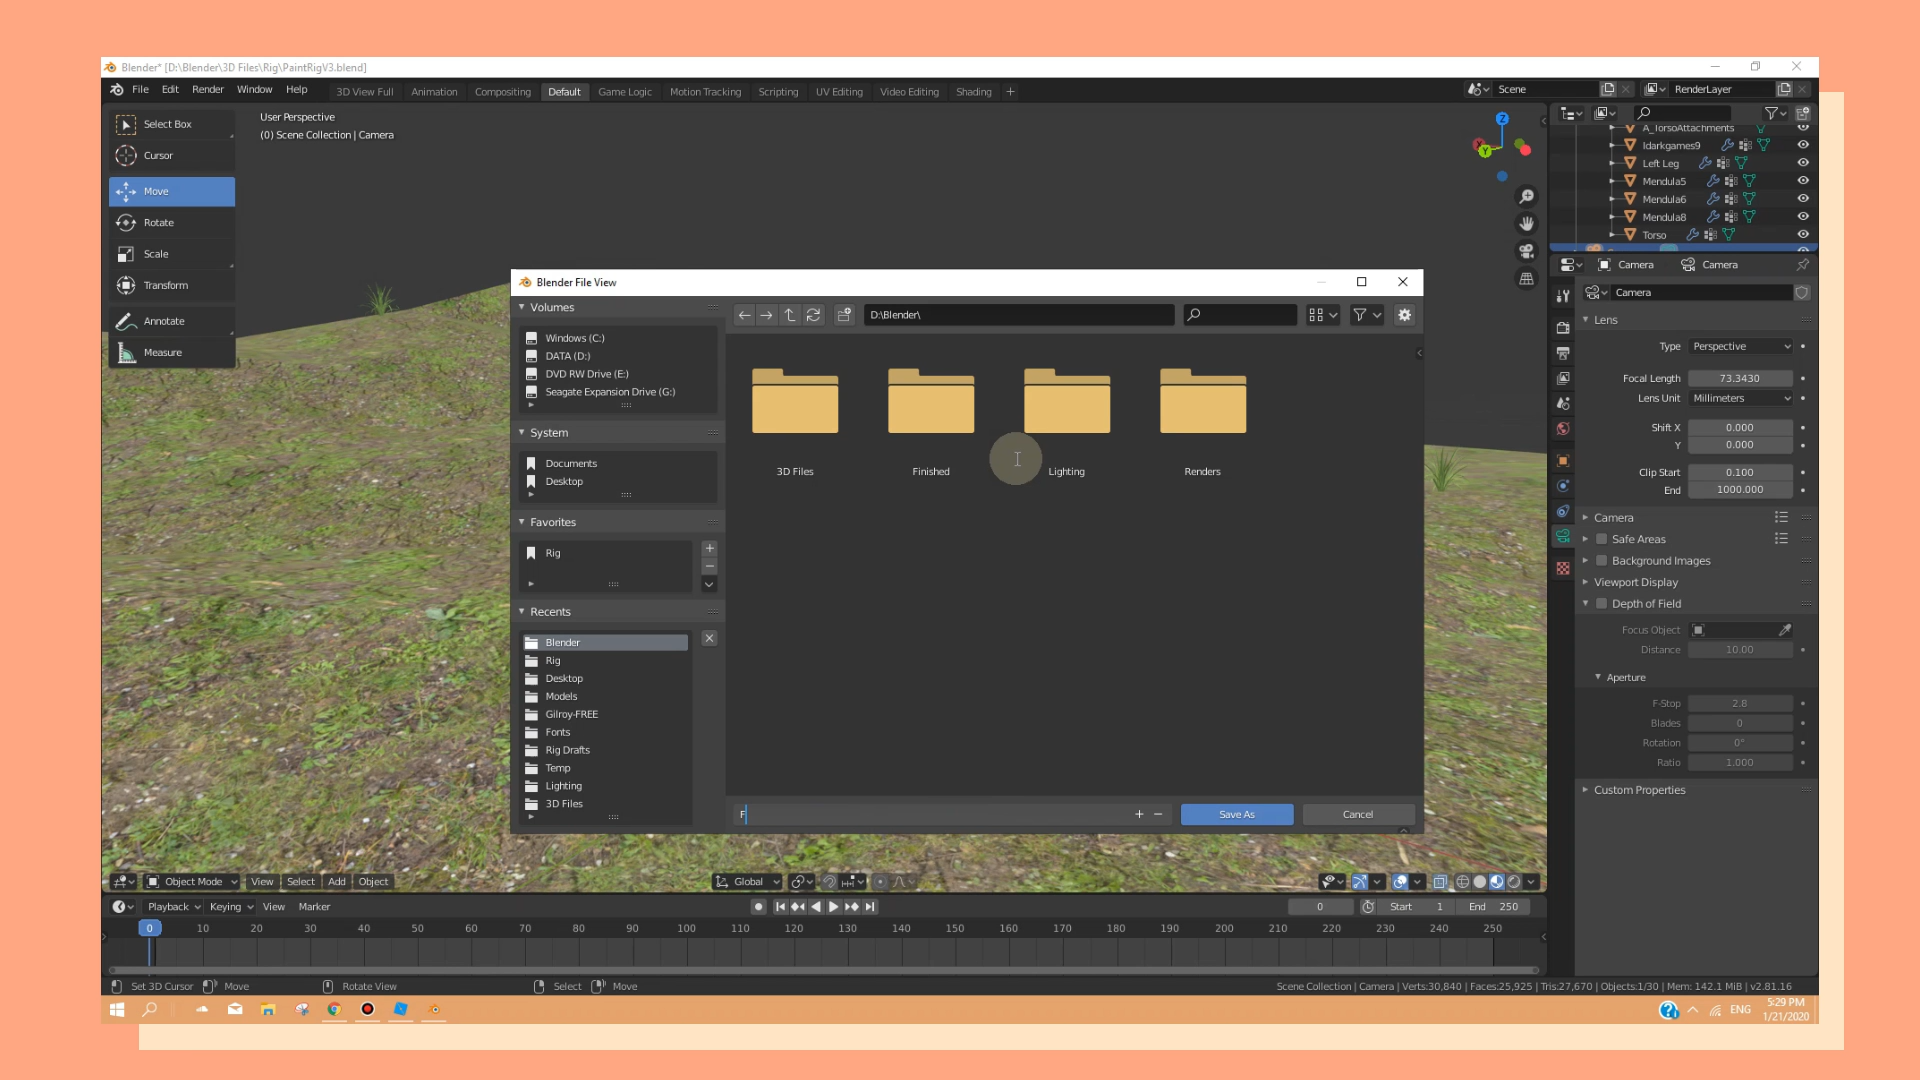 Blender* [D:\Blender\3D Files\Rig\PaintRigV3.blend]
File Edit Render Window Help
3D View Full Animation Compositing Default Game Logic Motion Tracking Scripting UV Editing Video Editing Shading +
Scene
RenderLayer
Select Box
Cursor
Move
Rotate
Scale
Transform
Annotate
Measure
User Perspective
(0) Scene Collection | Camera
Z
X
Y
A_TorsoAttachments
Idarkgames9
Left Leg
Mendula5
Mendula6
Mendula8
Torso
Camera Camera
Camera
Lens
Type Perspective
Focal Length 73.3430
Lens Unit Millimeters
Shift X 0.000
Y 0.000
Clip Start 0.100
End 1000.000
Camera
Safe Areas
Background Images
Viewport Display
Depth of Field
Focus Object
Distance 10.00
Aperture
F-Stop 2.8
Blades 0
Rotation 0°
Ratio 1.000
Custom Properties
Blender File View
Volumes
Windows (C:)
DATA (D:)
DVD RW Drive (E:)
Seagate Expansion Drive (G:)
System
Documents
Desktop
Favorites
Rig
Recents
Blender
Rig
Desktop
Models
Gilroy-FREE
Fonts
Rig Drafts
Temp
Lighting
3D Files
D:\Blender\
3D Files Finished Lighting Renders
F
+ −
Save As Cancel
Object Mode View Select Add Object
Global
Playback Keying View Marker
0 Start 1 End 250
0 10 20 30 40 50 60 70 80 90 100 110 120 130 140 150 160 170 180 190 200 210 220 230 240 250
Set 3D Cursor Move Rotate View Select Move
Scene Collection | Camera | Verts:30,840 | Faces:25,925 | Tris:27,670 | Objects:1/30 | Mem: 142.1 MiB | v2.81.16
ENG
5:29 PM
1/21/2020